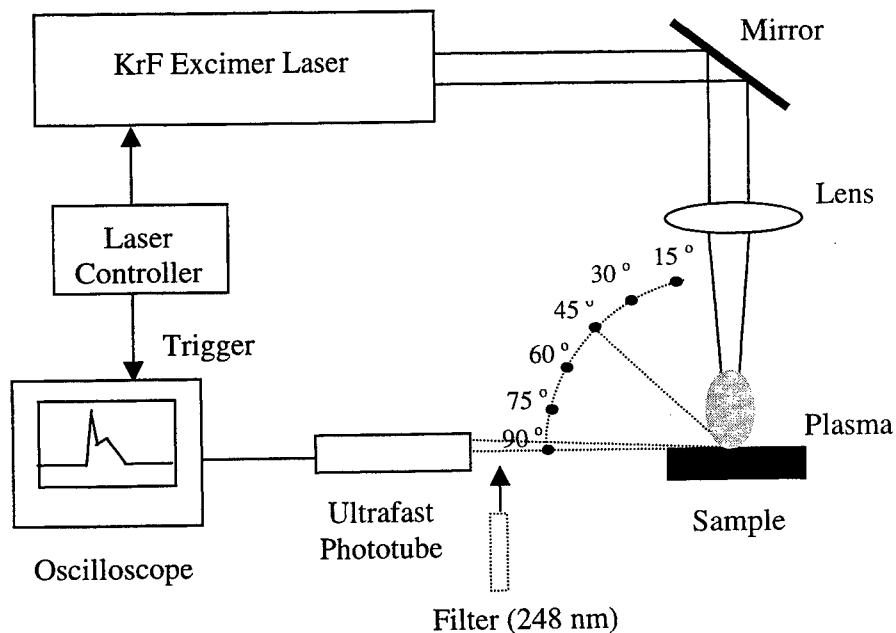 Mirror
KrF Excimer Laser
Lens
Laser
Controller
15 °
30 °
45 °
60 °
75 °
90 °
Trigger
Plasma
Ultrafast
Phototube
Sample
Oscilloscope
Filter (248 nm)